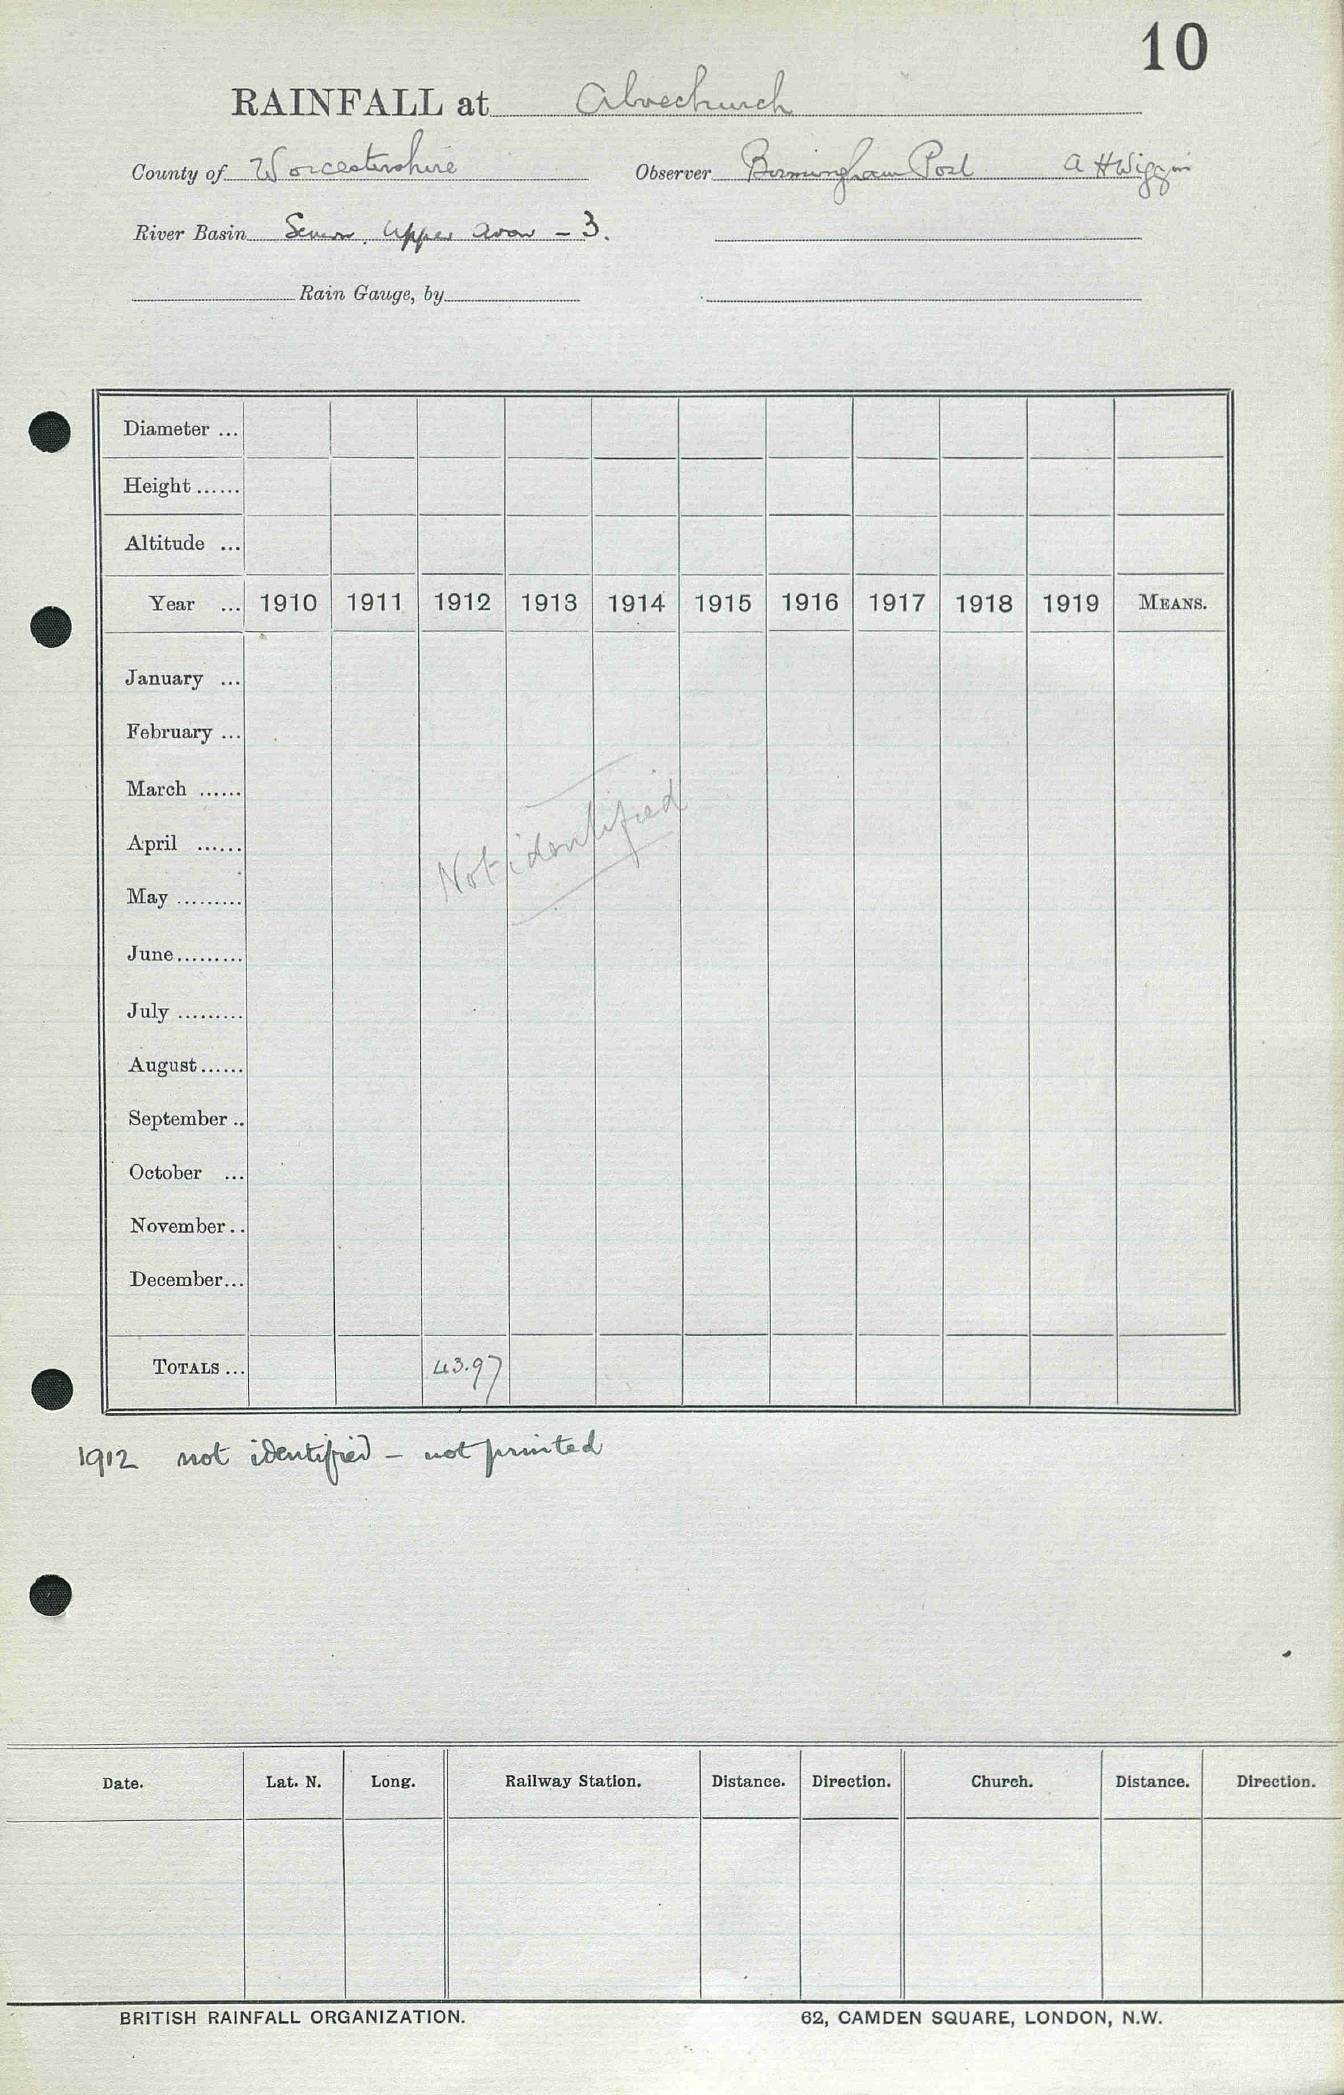 10
RAINFALL at Alvechurch
County of Worcestershire Observer Birmingham Post A H Wiggin
River Basin Severn. Upper Avon - 3.
Rain Gauge, by
Diameter ...
Height ......
Altitude ...
Year ... 1910 1911 1912 1913 1914 1915 1916 1917 1918 1919 MEANS.
January ...
February ...
March ......
April ......
May .........
June.........
July .........
August......
September ..
October ...
November..
December...
Not identified
TOTALS ... 43.97
1912 not identified - not printed
Date. Lat. N. Long. Railway Station. Distance. Direction. Church. Distance. Direction.
BRITISH RAINFALL ORGANIZATION. 62, CAMDEN SQUARE, LONDON, N.W.